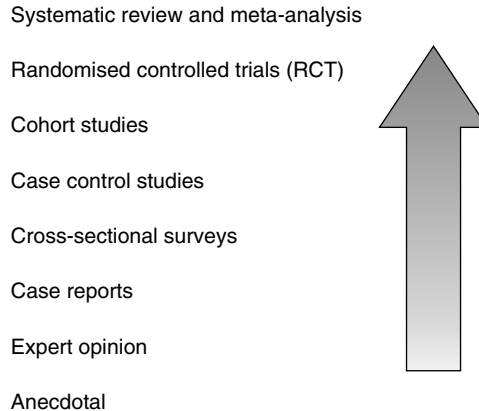 Systematic review and meta-analysis
Randomised controlled trials (RCT)
Cohort studies
Case control studies
Cross-sectional surveys
Case reports
Expert opinion
Anecdotal